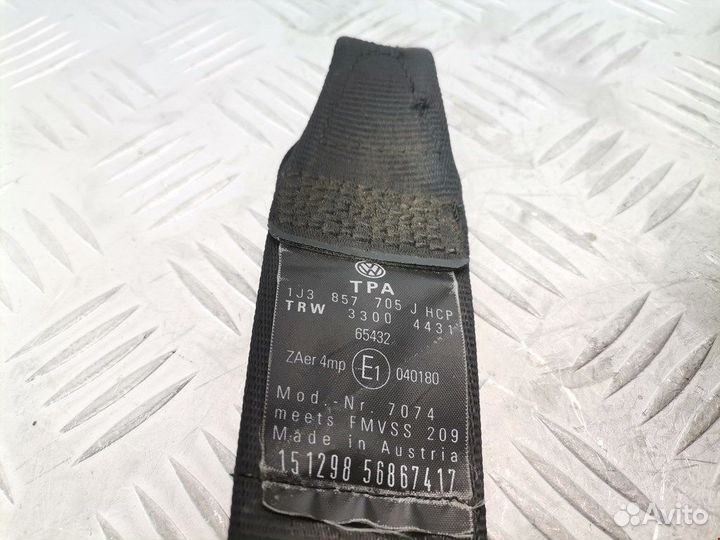 TPA
1J3 857 705 J HCP
TRW 3300 4431
65432
ZAer 4mp E1 040180
Mod.-Nr. 7074
meets FMVSS 209
Made in Austria
151298 56867417
Avito